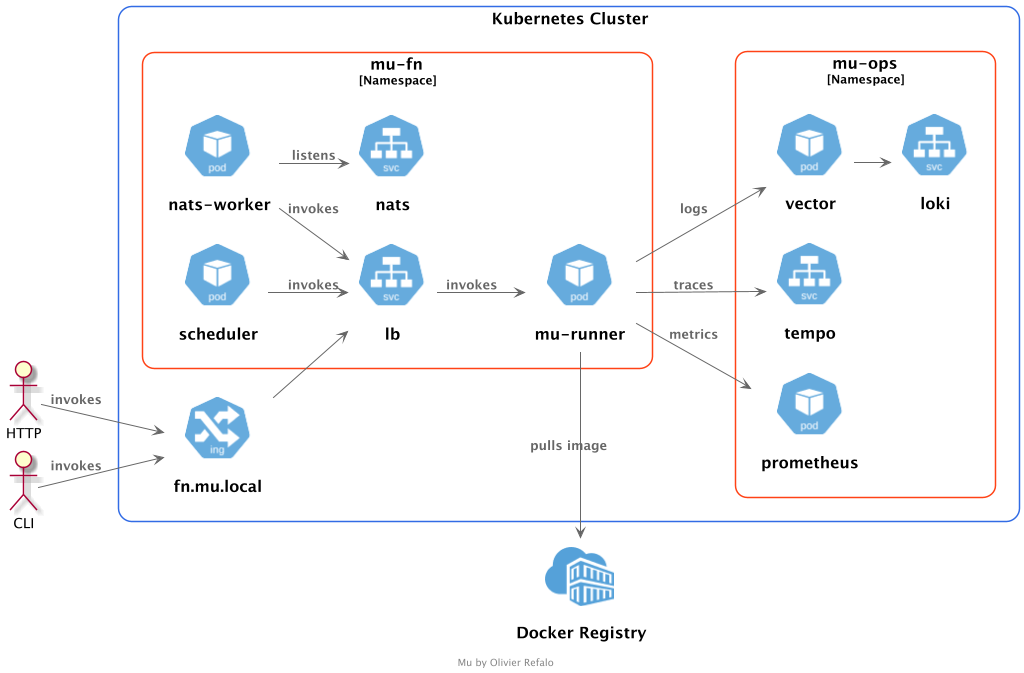 Kubernetes Cluster
mu-fn
[Namespace]
mu-ops
[Namespace]
pod
listens
svc
pod
svc
nats-worker
invokes
nats
logs
vector
loki
pod
invokes
svc
invokes
pod
traces
svc
scheduler
lb
mu-runner
metrics
tempo
invokes
HTTP
ing
pod
pulls image
prometheus
invokes
fn.mu.local
CLI
Docker Registry
Mu by Olivier Refalo